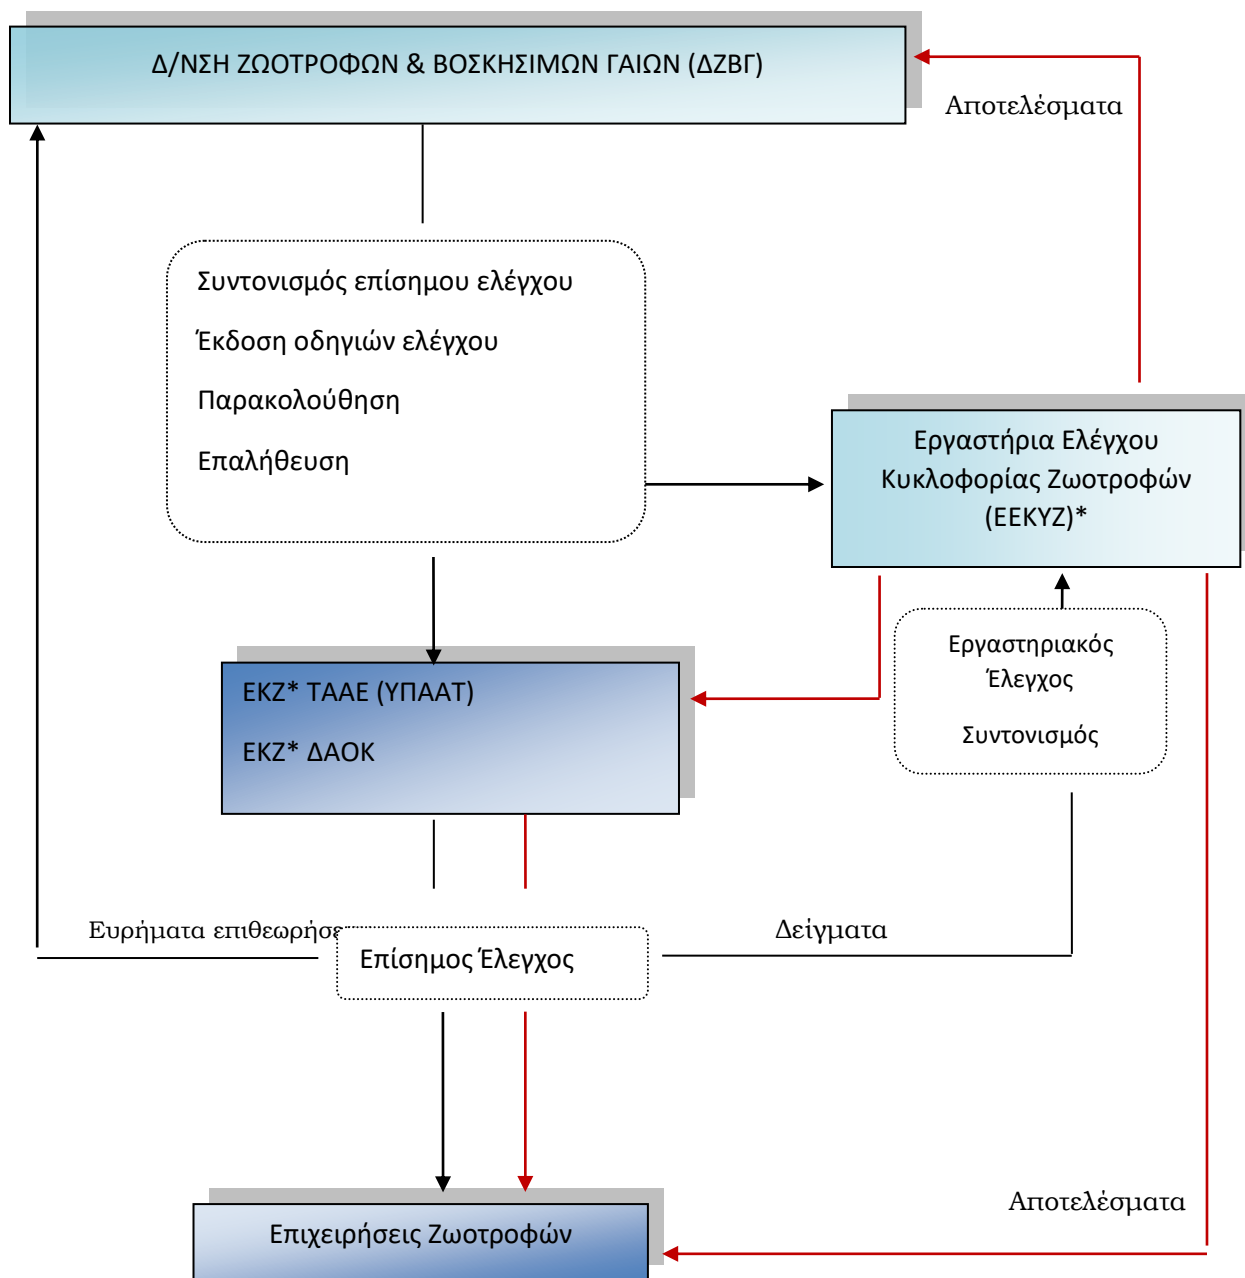 Δ/ΝΣΗ ΖΩΟΤΡΟΦΩΝ & ΒΟΣΚΗΣΙΜΩΝ ΓΑΙΩΝ (ΔΖΒΓ)
Αποτελέσματα
Συντονισμός επίσημου ελέγχου
Έκδοση οδηγιών ελέγχου
Παρακολούθηση
Επαλήθευση
Εργαστήρια Ελέγχου
Κυκλοφορίας Ζωοτροφών
(ΕΕΚΥΖ)*
Εργαστηριακός
Έλεγχος
Συντονισμός
ΕΚΖ* ΤΑΑΕ (ΥΠΑΑΤ)
ΕΚΖ* ΔΑΟΚ
Ευρήματα επιθεωρήσε
Δείγματα
Επίσημος Έλεγχος
Αποτελέσματα
Επιχειρήσεις Ζωοτροφών